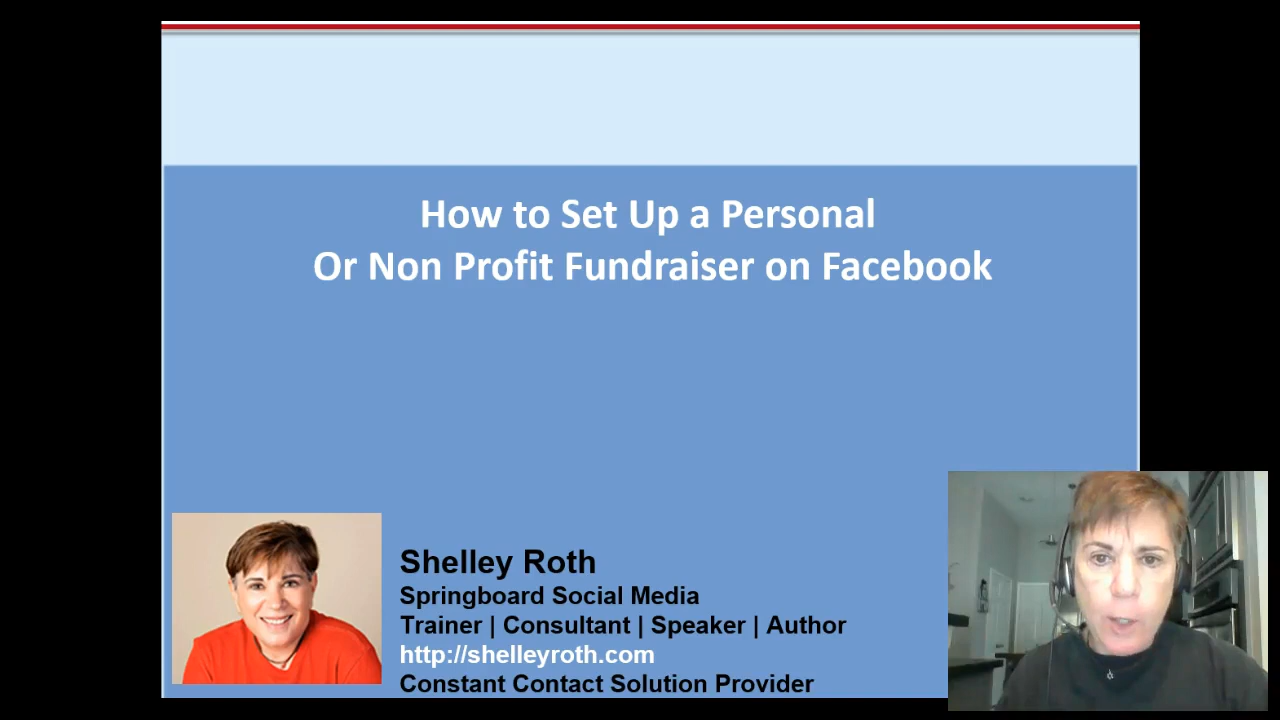 How to Set Up a Personal
Or Non Profit Fundraiser on Facebook
Shelley Roth
Springboard Social Media
Trainer | Consultant | Speaker | Author
http://shelleyroth.com
Constant Contact Solution Provider